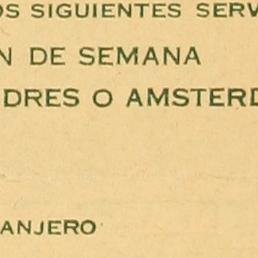 OS SIGUIENTES SERV
N DE SEMANA
DRES O AMSTERD
ANJERO